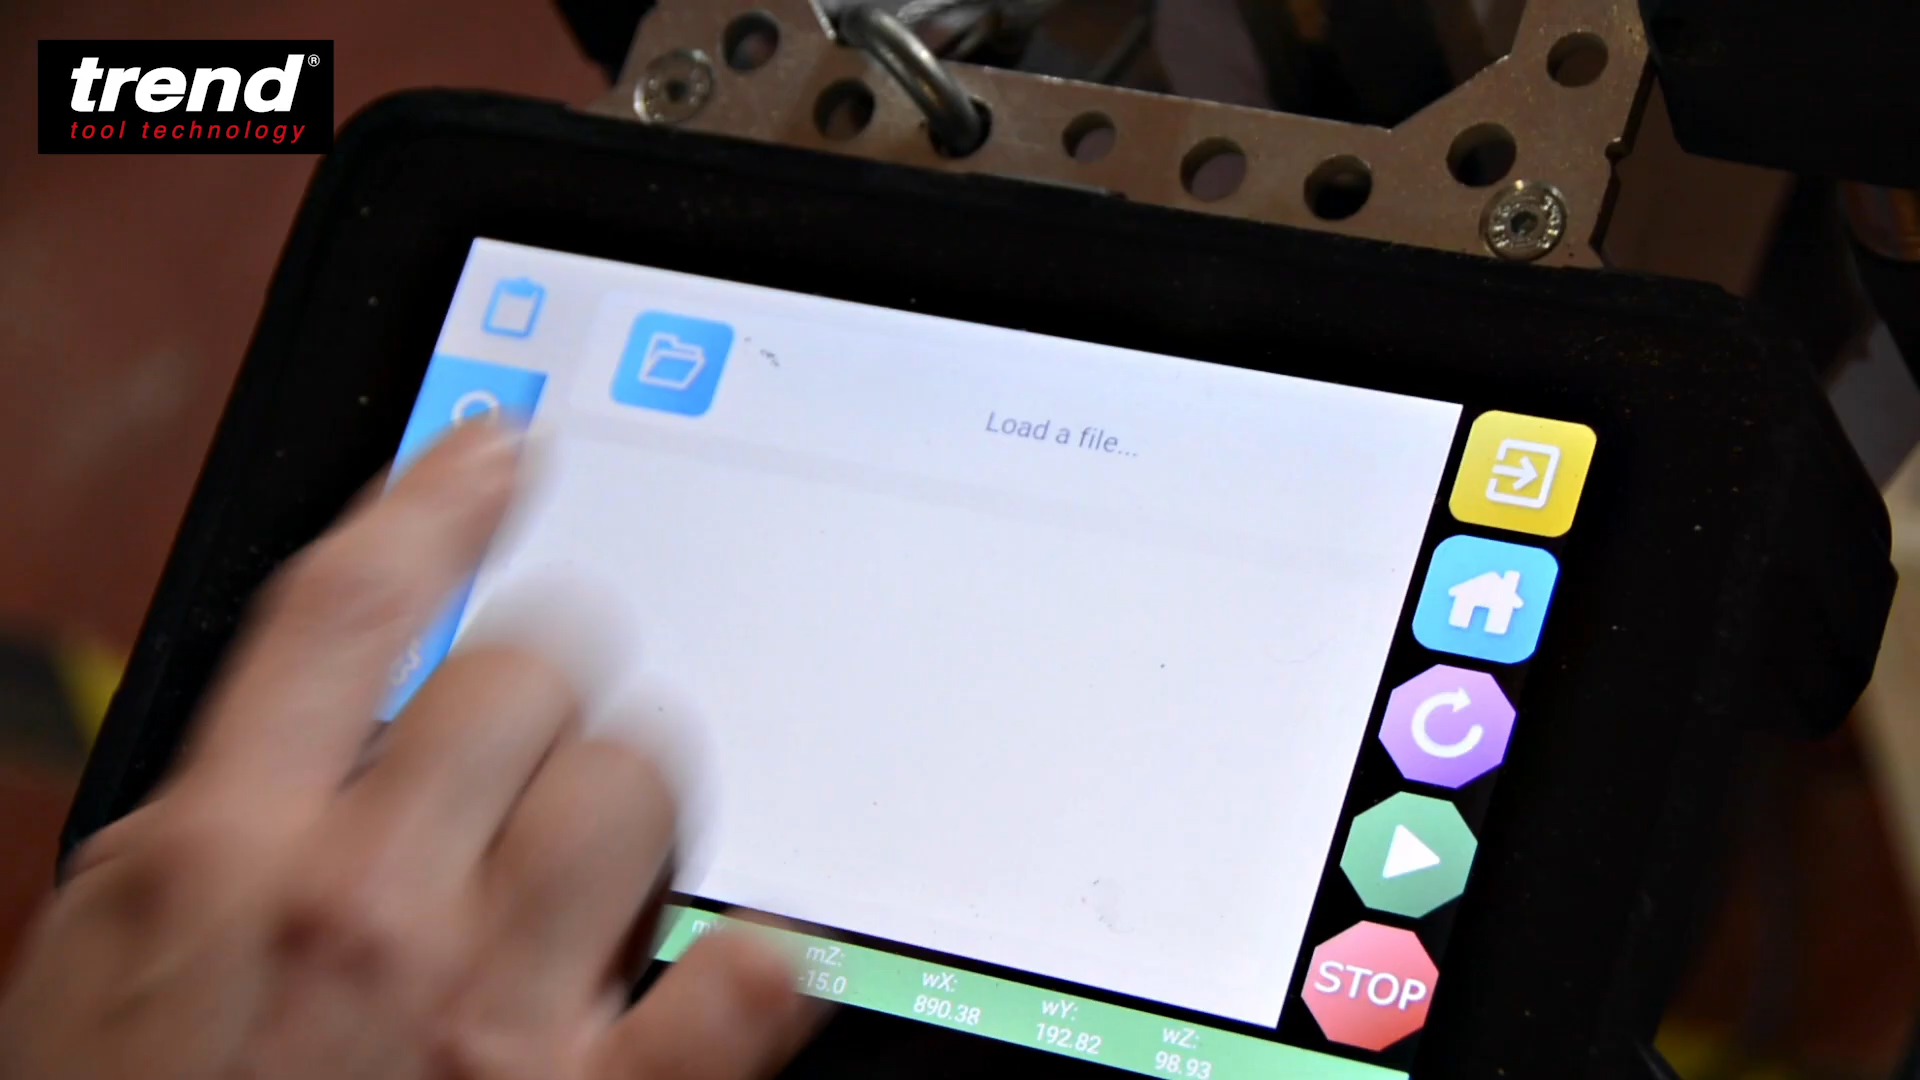 trend®
tool technology
Load a file...
STOP
mZ:
-15.0
wX:
890.38
wY:
192.82
wZ:
98.93